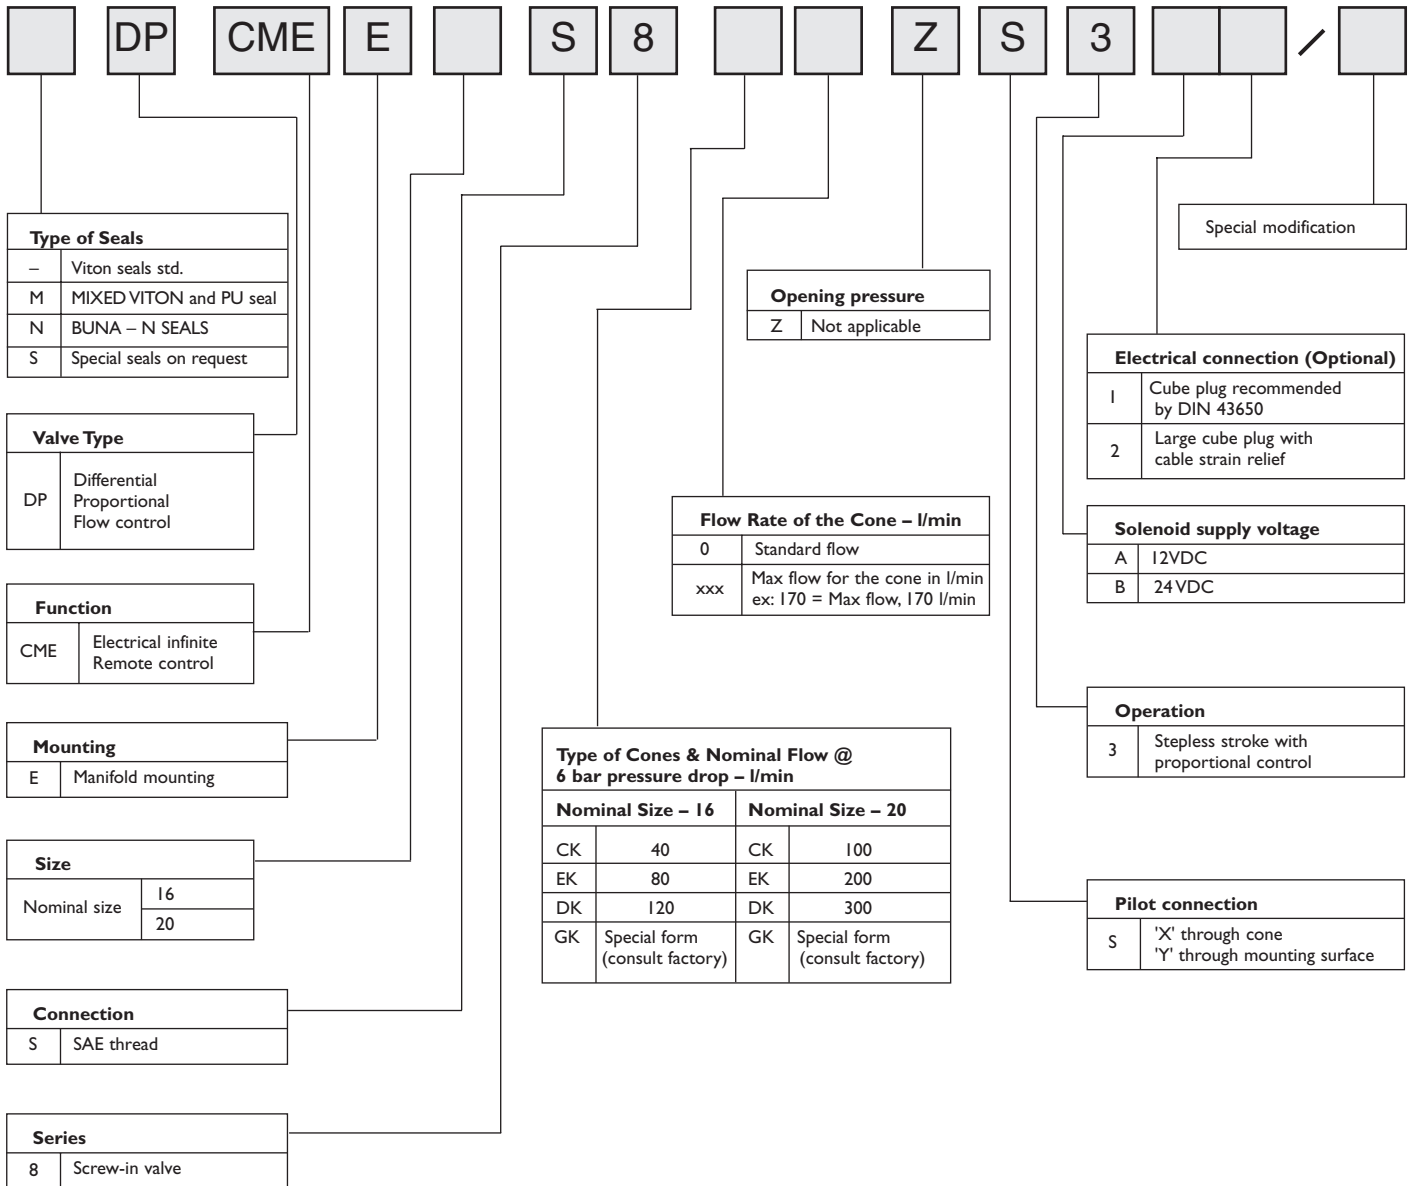 DP CME E S 8 Z S 3 /
Type of Seals
– Viton seals std.
M MIXED VITON and PU seal
N BUNA – N SEALS
S Special seals on request
Valve Type
DP Differential
Proportional
Flow control
Function
CME Electrical infinite
Remote control
Mounting
E Manifold mounting
Size
Nominal size 16
20
Connection
S SAE thread
Series
8 Screw-in valve
Type of Cones & Nominal Flow @
6 bar pressure drop – l/min
Nominal Size – 16 Nominal Size – 20
CK 40 CK 100
EK 80 EK 200
DK 120 DK 300
GK Special form GK Special form
(consult factory) (consult factory)
Flow Rate of the Cone – l/min
0 Standard flow
xxx Max flow for the cone in l/min
ex: 170 = Max flow, 170 l/min
Opening pressure
Z Not applicable
Special modification
Electrical connection (Optional)
1 Cube plug recommended
by DIN 43650
2 Large cube plug with
cable strain relief
Solenoid supply voltage
A 12VDC
B 24VDC
Operation
3 Stepless stroke with
proportional control
Pilot connection
S 'X' through cone
'Y' through mounting surface